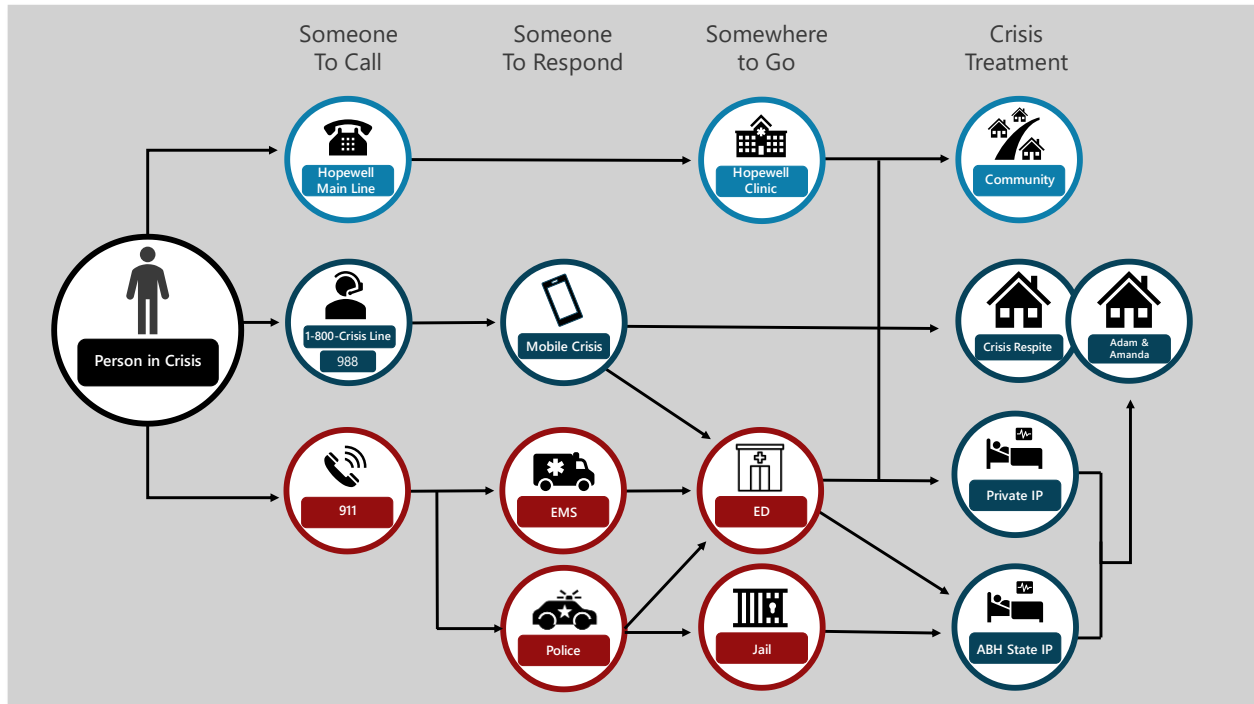 Someone
To Call
Someone
To Respond
Somewhere
to Go
Crisis
Treatment
Hopewell
Main Line
Hopewell
Clinic
Community
Person in Crisis
1-800-Crisis Line
988
Mobile Crisis
Crisis Respite
Adam &
Amanda
911
EMS
ED
Private IP
Police
Jail
ABH State IP